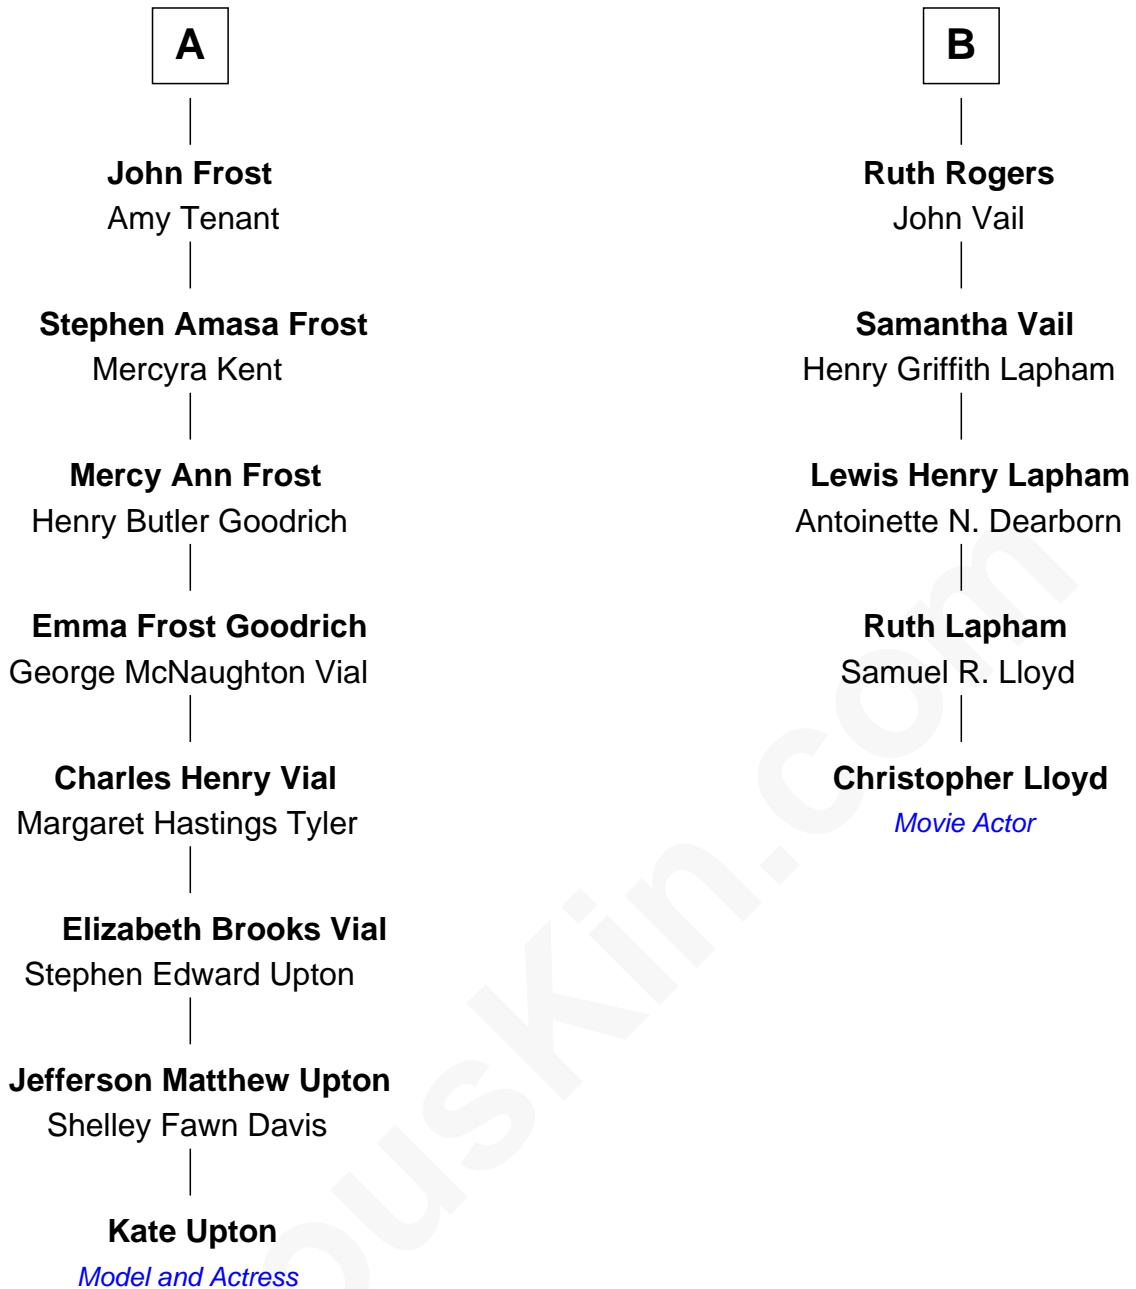 A
John Frost
Amy Tenant
Stephen Amasa Frost
Mercyra Kent
Mercy Ann Frost
Henry Butler Goodrich
Emma Frost Goodrich
George McNaughton Vial
Charles Henry Vial
Margaret Hastings Tyler
Elizabeth Brooks Vial
Stephen Edward Upton
Jefferson Matthew Upton
Shelley Fawn Davis
Kate Upton
Model and Actress
B
Ruth Rogers
John Vail
Samantha Vail
Henry Griffith Lapham
Lewis Henry Lapham
Antoinette N. Dearborn
Ruth Lapham
Samuel R. Lloyd
Christopher Lloyd
Movie Actor
ousKin.com